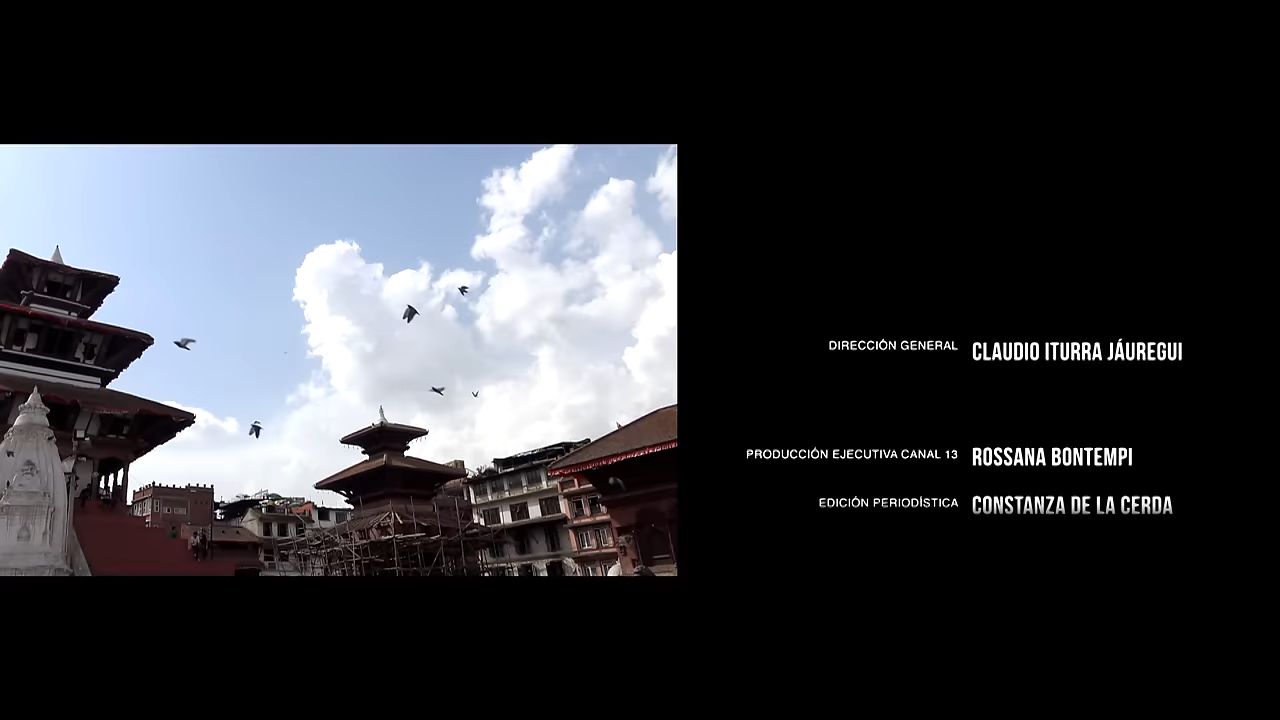 DIRECCIÓN GENERAL CLAUDIO ITURRA JÁUREGUI
PRODUCCIÓN EJECUTIVA CANAL 13 ROSSANA BONTEMPI
EDICIÓN PERIODÍSTICA CONSTANZA DE LA CERDA